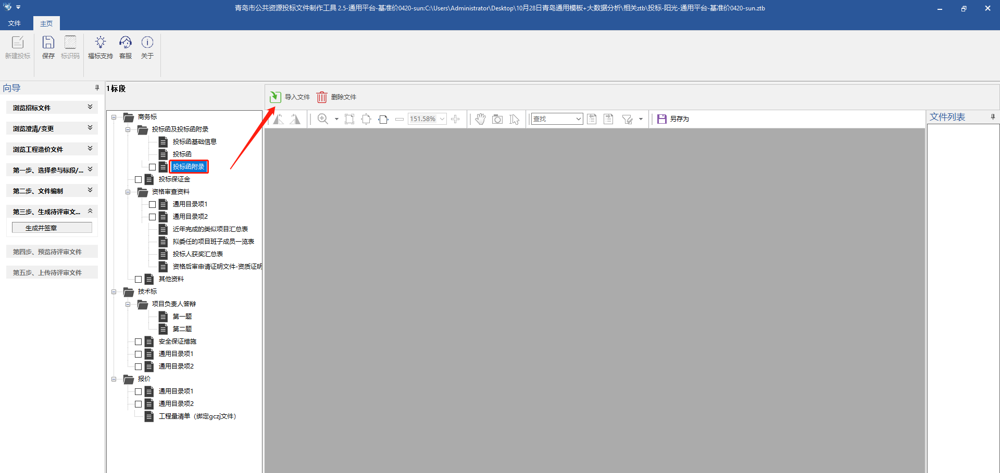 青岛市公共资源投标文件制作工具 2.5-通用平台-基准价0420-sun:C:\Users\Administrator\Desktop\10月28日青岛通用模板+大数据分析\相关ztb\投标-阳光-通用平台-基准价0420-sun.ztb
文件
主页
新建投标
保存
标识码
福标支持
客服
关于
向导
浏览招标文件
浏览澄清/变更
浏览工程造价文件
第一步、选择参与标段/...
第二步、文件编制
第三步、生成待评审文...
生成并签章
第四步、预览待评审文件
第五步、上传待评审文件
1标段
商务标
投标函及投标函附录
投标函基础信息
投标函
投标函附录
投标保证金
资格审查资料
通用目录项1
通用目录项2
近年完成的类似项目汇总表
拟委任的项目班子成员一览表
投标人获奖汇总表
资格后审申请证明文件-资质证明
其他资料
技术标
项目负责人答辩
第一题
第二题
安全保证措施
通用目录项1
通用目录项2
报价
通用目录项1
通用目录项2
工程量清单（绑定gczj文件）
导入文件
删除文件
151.58%
查找
另存为
文件列表